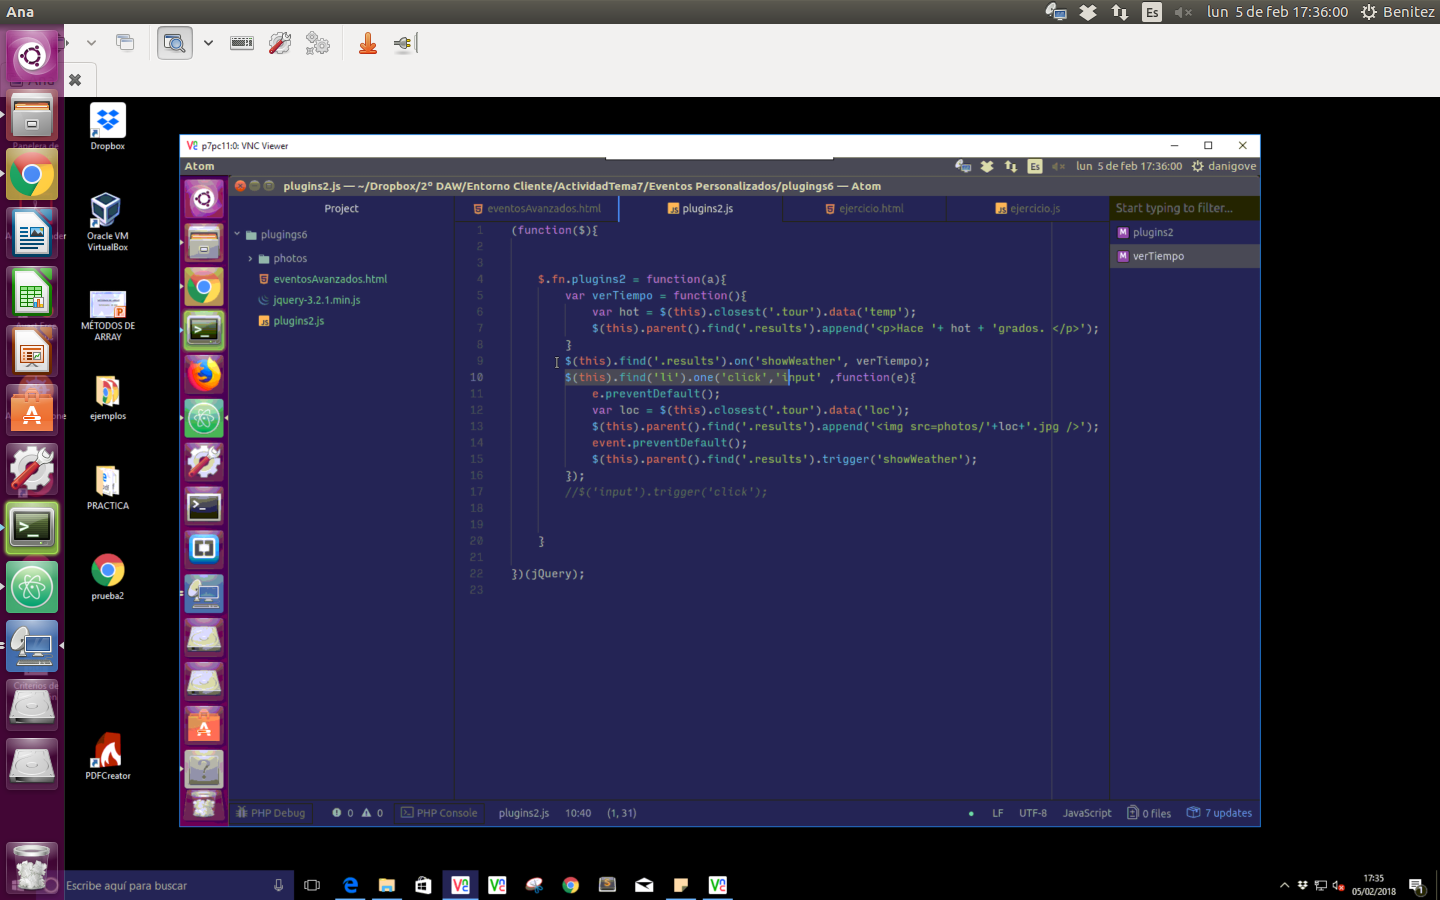 Ana
Es
lun 5 de feb 17:36:00
Benitez
Dropbox
Oracle VM
VirtualBox
MÉTODOS DE
ARRAY
ejemplos
PRACTICA
prueba2
PDFCreator
p7pc11:0: VNC Viewer
Atom
Es
lun 5 de feb 17:36:00
danigove
plugins2.js — ~/Dropbox/2º DAW/Entorno Cliente/ActividadTema7/Eventos Personalizados/plugings6 — Atom
Project
eventosAvanzados.html
plugins2.js
ejercicio.html
ejercicio.js
Start typing to filter...
plugings6
photos
eventosAvanzados.html
jquery-3.2.1.min.js
plugins2.js
plugins2
verTiempo
1 (function($){
2
3
4 $.fn.plugins2 = function(a){
5 var verTiempo = function(){
6 var hot = $(this).closest('.tour').data('temp');
7 $(this).parent().find('.results').append('<p>Hace '+ hot + 'grados. </p>');
8 }
9 $(this).find('.results').on('showWeather', verTiempo);
10 $(this).find('li').one('click','input' ,function(e){
11 e.preventDefault();
12 var loc = $(this).closest('.tour').data('loc');
13 $(this).parent().find('.results').append('<img src=photos/'+loc+'.jpg />');
14 event.preventDefault();
15 $(this).parent().find('.results').trigger('showWeather');
16 });
17 //$('input').trigger('click');
18
19
20 }
21
22 })(jQuery);
23
PHP Debug
0
0
PHP Console
plugins2.js
10:40
(1, 31)
LF
UTF-8
JavaScript
0 files
7 updates
Escribe aquí para buscar
17:35
05/02/2018
1